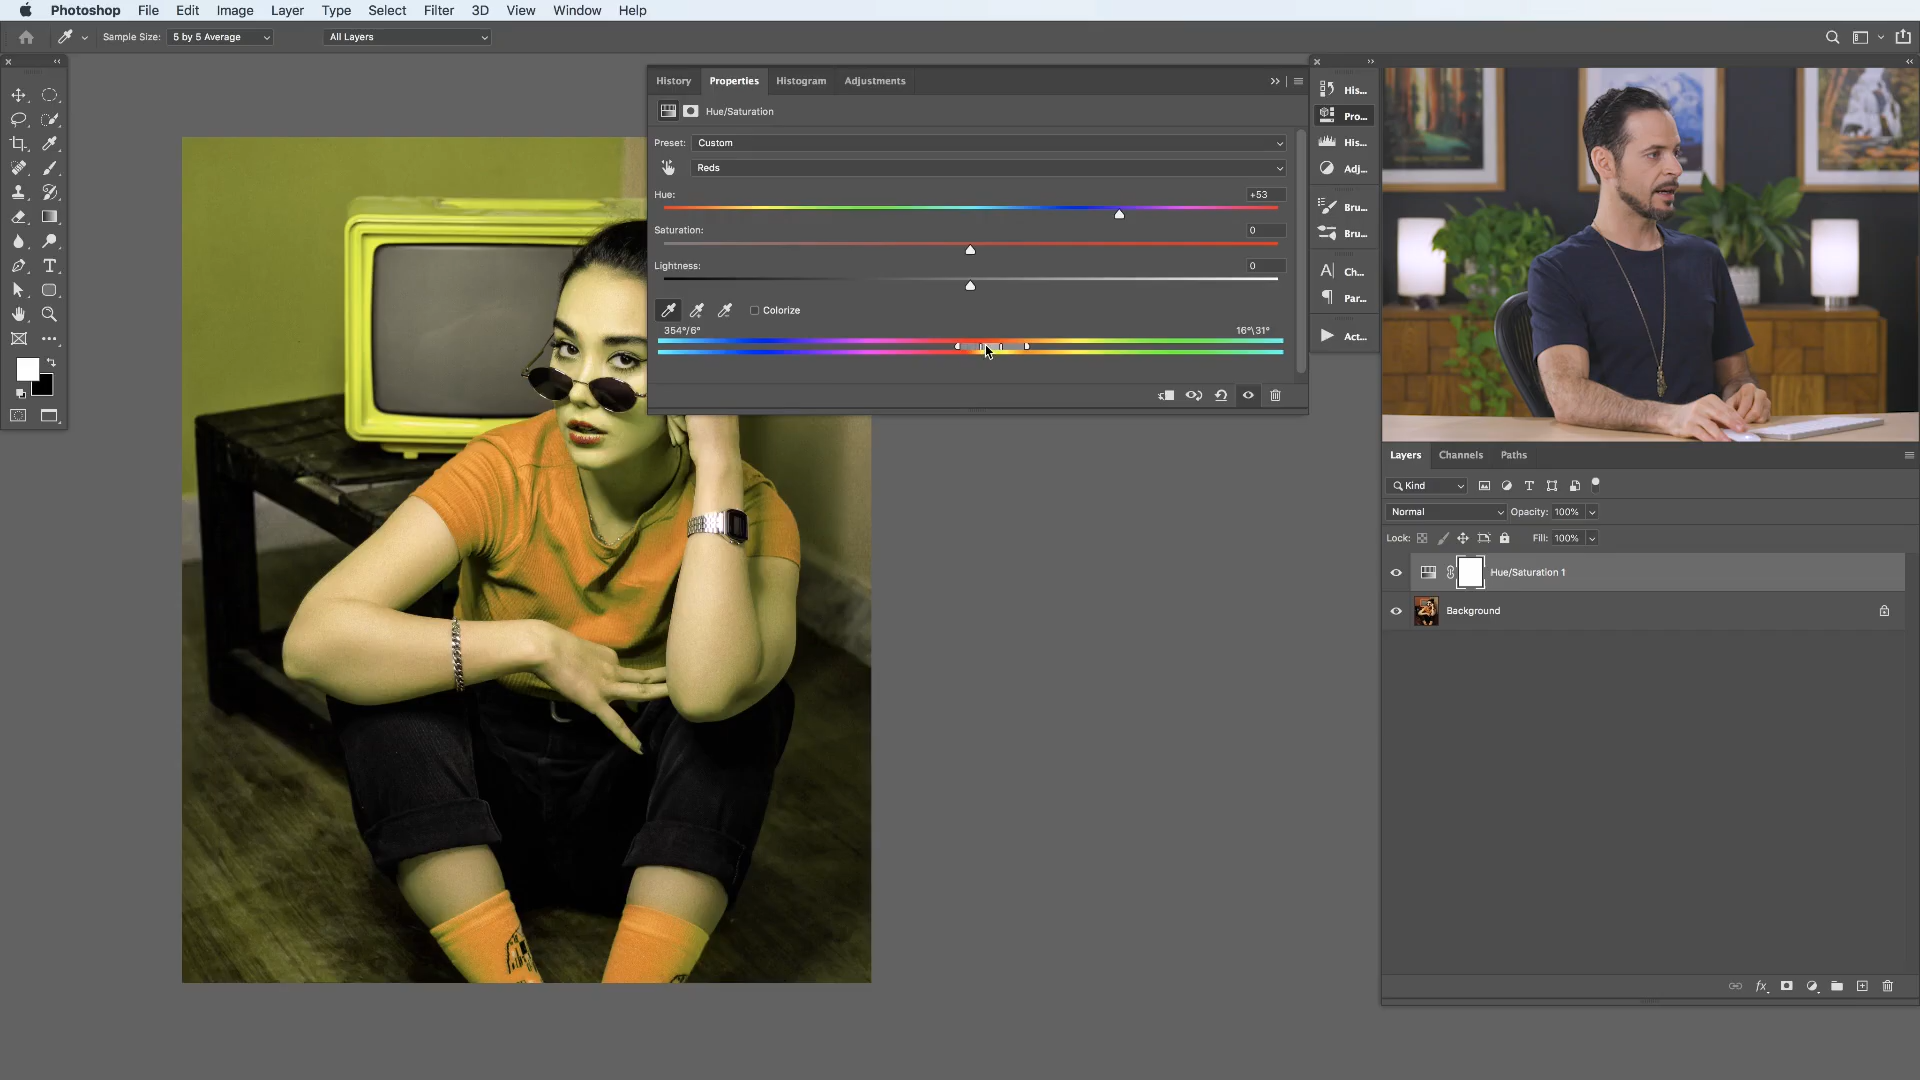 Photoshop File Edit Image Layer Type Select Filter 3D View Window Help
Sample Size: 5 by 5 Average All Layers
History Properties Histogram Adjustments
Hue/Saturation
Preset: Custom
Reds
Hue: +53
Saturation: 0
Lightness: 0
Colorize
354°/6° 16°\31°
His...
Pro...
His...
Adj...
Bru...
Bru...
Ch...
Par...
Act...
Layers Channels Paths
Kind
Normal Opacity: 100%
Lock: Fill: 100%
Hue/Saturation 1
Background
fx